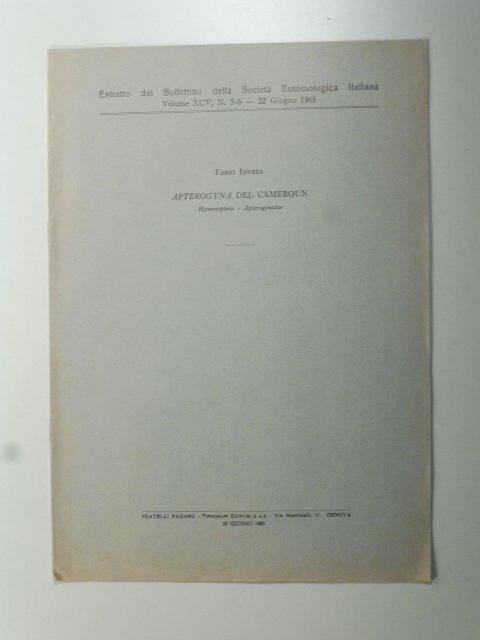 Estratto dal Bollettino della Società Entomologica Italiana
Volume XCV, N. 5-6 — 22 Giugno 1965
Fabio Invrea
APTEROGYNA DEL CAMEROUN
Hymenoptera - Apterogynidae
FRATELLI PAGANO - Tipografi Editori S.A.S. - Via Monticelli, 11 GENOVA
22 GIUGNO 1965